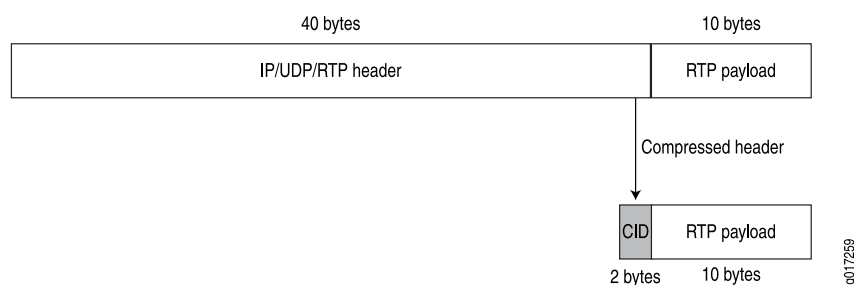 40 bytes
10 bytes
IP/UDP/RTP header
RTP payload
Compressed header
CID
RTP payload
2 bytes
10 bytes
g017259